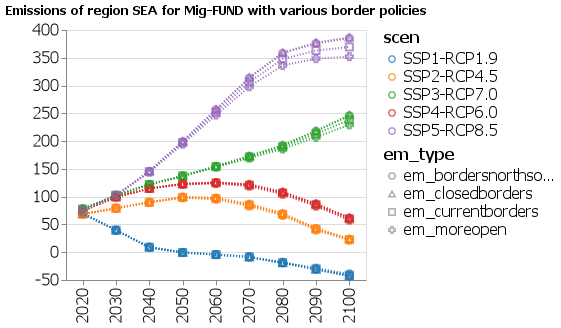 Emissions of region SEA for Mig-FUND with various border policies
400
350
300
250
200
150
100
50
0
-50
2020
2030
2040
2050
2060
2070
2080
2090
2100
scen
SSP1-RCP1.9
SSP2-RCP4.5
SSP3-RCP7.0
SSP4-RCP6.0
SSP5-RCP8.5
em_type
em_bordersnorthso...
em_closedborders
em_currentborders
em_moreopen